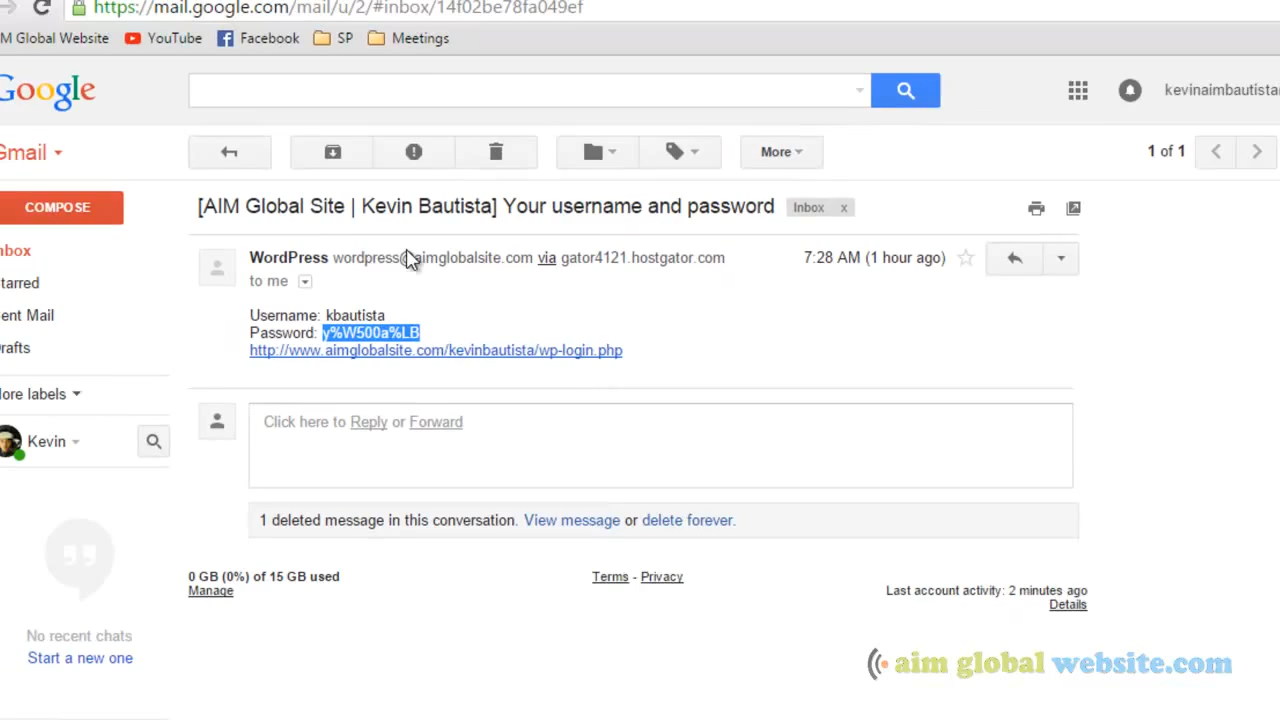 https://mail.google.com/mail/u/2/#inbox/14f02be78fa049ef
M Global Website YouTube Facebook SP Meetings
Google
kevinaimbautista
Gmail
More
1 of 1
COMPOSE
[AIM Global Site | Kevin Bautista] Your username and password Inbox x
nbox
WordPress wordpress@aimglobalsite.com via gator4121.hostgator.com 7:28 AM (1 hour ago)
to me
tarred
ent Mail
Username: kbautista
Password: y%W500a%LB
rafts
http://www.aimglobalsite.com/kevinbautista/wp-login.php
ore labels
Click here to Reply or Forward
Kevin
1 deleted message in this conversation. View message or delete forever.
0 GB (0%) of 15 GB used
Manage
Terms - Privacy
Last account activity: 2 minutes ago
Details
No recent chats
Start a new one
aim global website.com